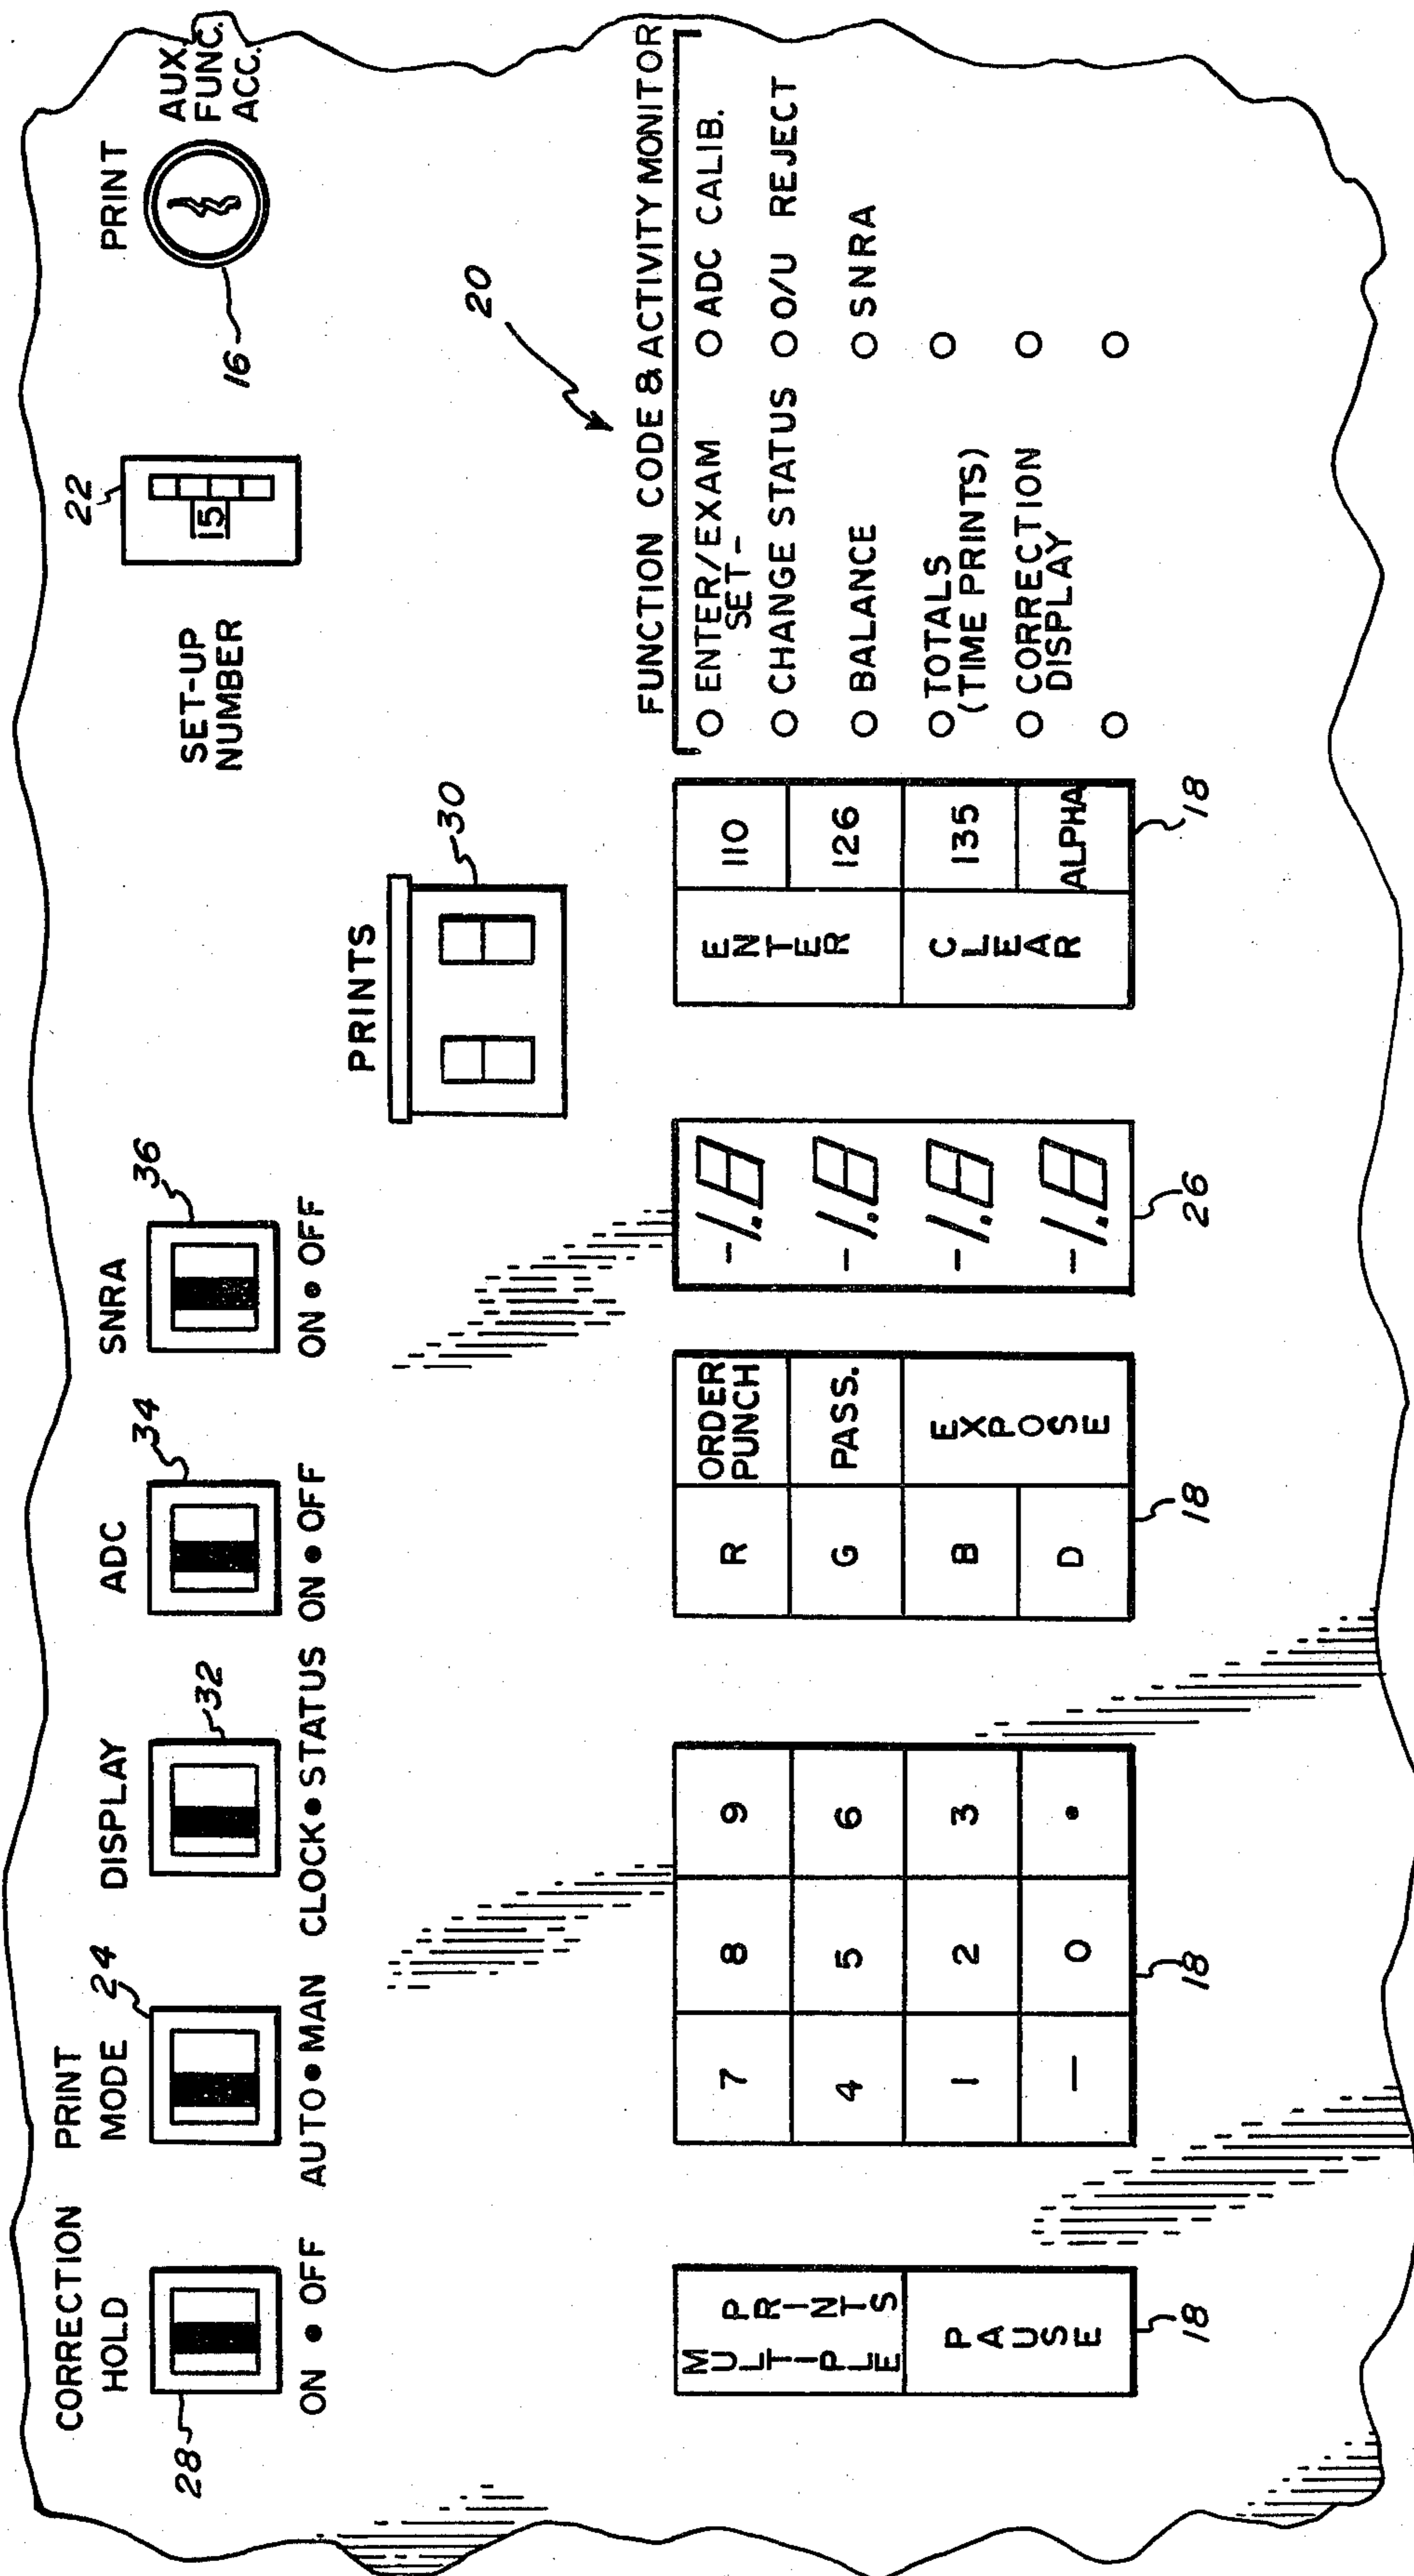 CORRECTION HOLD
28
ON • OFF
PRINT MODE
24
AUTO • MAN
DISPLAY
32
CLOCK • STATUS
ADC
34
ON • OFF
SNRA
36
ON • OFF
SET-UP
NUMBER
22
15
PRINT
16
AUX.
FUNC.
ACC.
PRINTS
30
20
MULTIPLE PRINTS
PAUSE
18
7 8 9
4 5 6
1 2 3
— 0 •
18
R ORDER PUNCH
G PASS.
B EXPOSE
D
18
-1.8
-1.8
-1.8
-1.8
26
ENTER 110
126
CLEAR 135
ALPHA
18
FUNCTION CODE & ACTIVITY MONITOR
ENTER/EXAM SET- ADC CALIB.
CHANGE STATUS O/U REJECT
BALANCE SNRA
TOTALS
(TIME PRINTS)
CORRECTION
DISPLAY